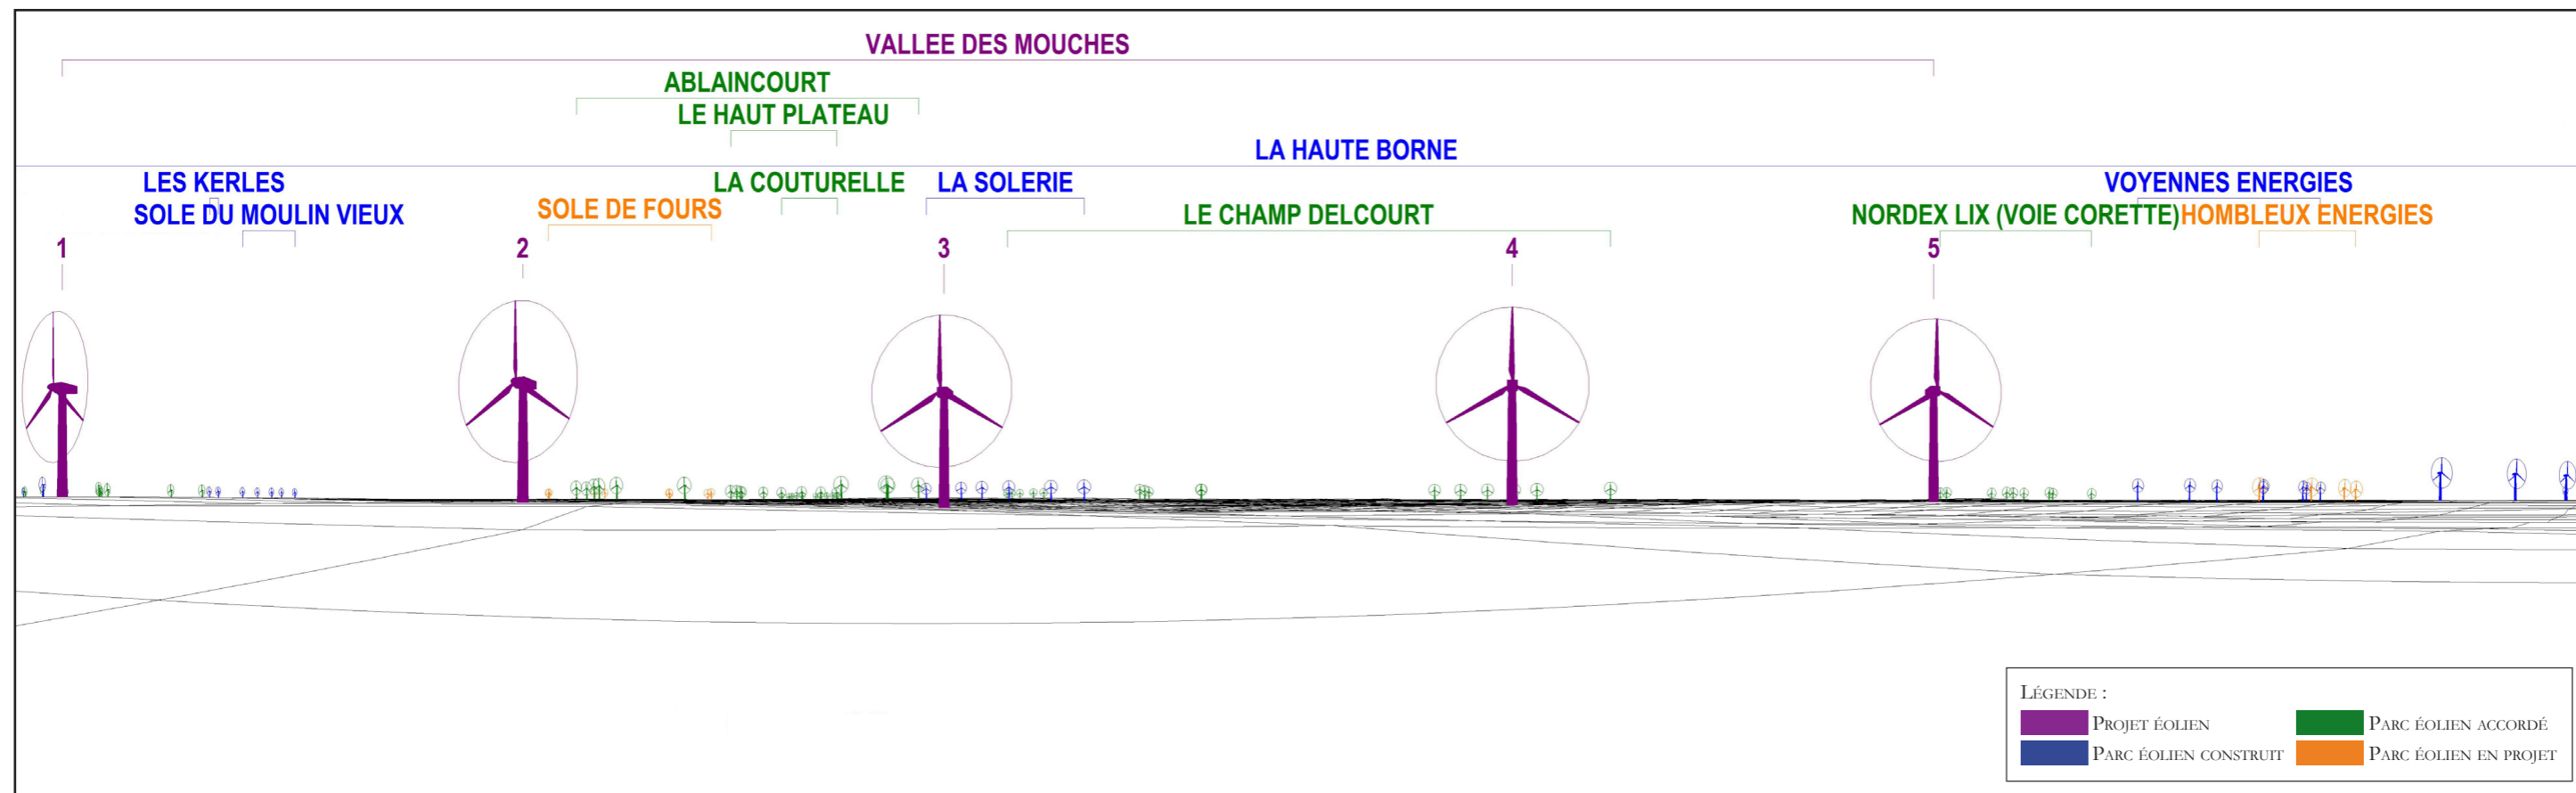 VALLEE DES MOUCHES
ABLAINCOURT
LE HAUT PLATEAU
LA HAUTE BORNE
LES KERLES
LA COUTURELLE
LA SOLERIE
VOYENNES ENERGIES
SOLE DU MOULIN VIEUX
SOLE DE FOURS
LE CHAMP DELCOURT
NORDEX LIX (VOIE CORETTE)
HOMBLEUX ENERGIES
1
2
3
4
5
LÉGENDE :
PROJET ÉOLIEN
PARC ÉOLIEN ACCORDÉ
PARC ÉOLIEN CONSTRUIT
PARC ÉOLIEN EN PROJET